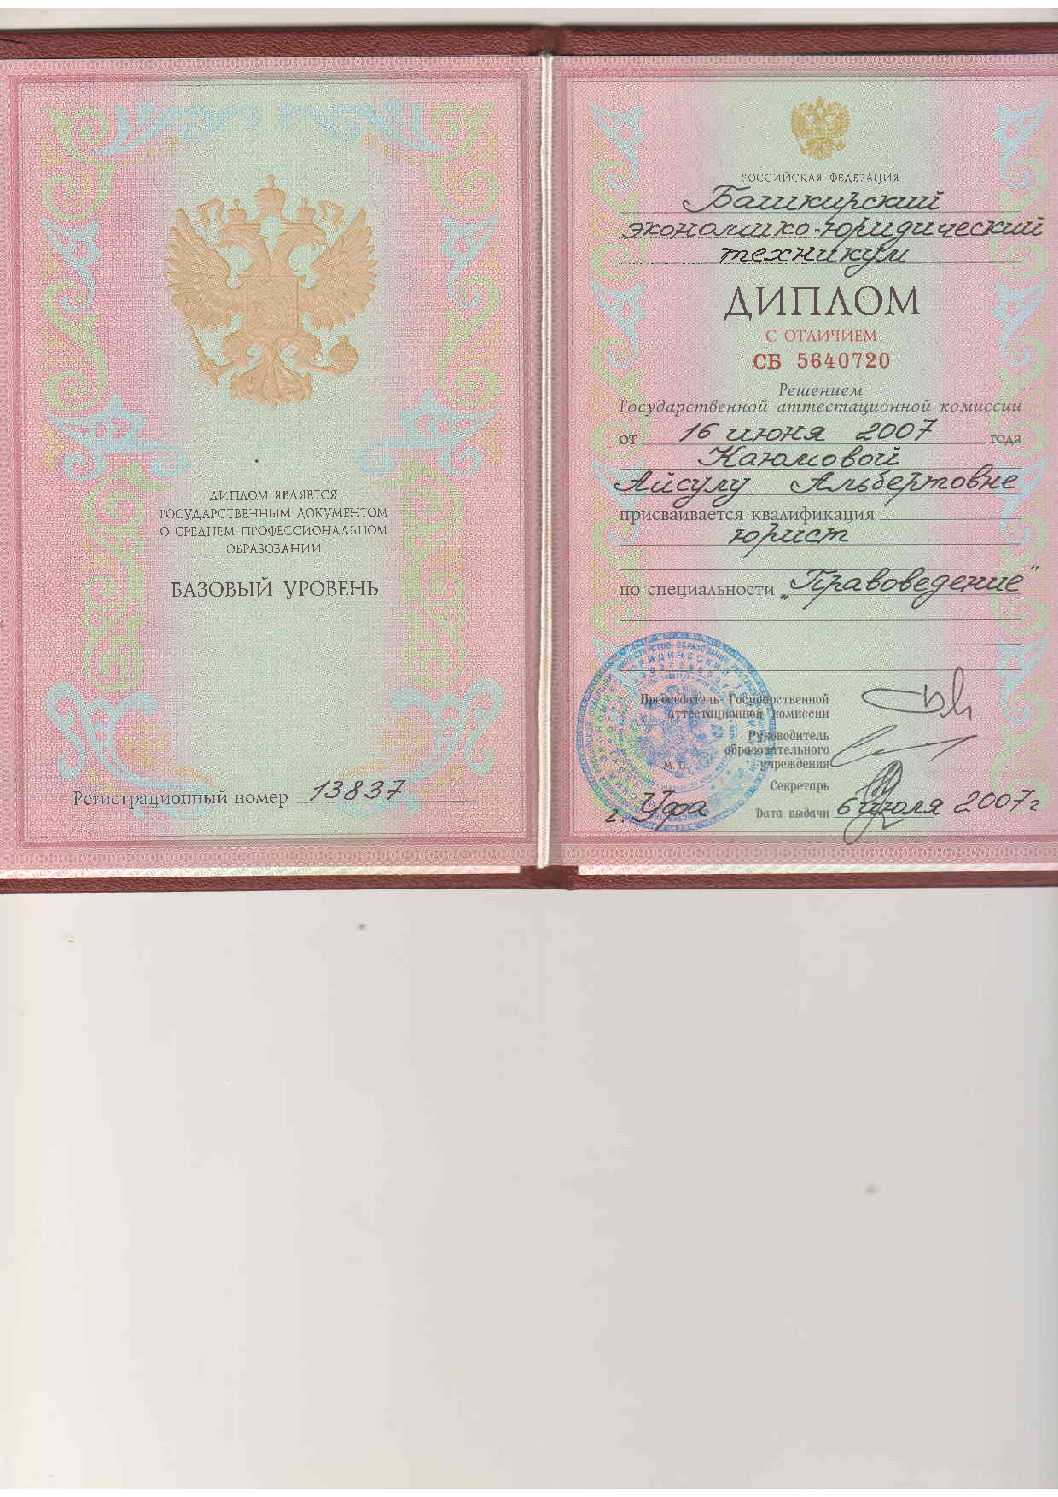 ДИПЛОМ ЯВЛЯЕТСЯ
ГОСУДАРСТВЕННЫМ ДОКУМЕНТОМ
О СРЕДНЕМ ПРОФЕССИОНАЛЬНОМ
ОБРАЗОВАНИИ
БАЗОВЫЙ УРОВЕНЬ
Регистрационный номер 13837
РОССИЙСКАЯ ФЕДЕРАЦИЯ
Башкирский
экономико-юридический
техникум
ДИПЛОМ
С ОТЛИЧИЕМ
СБ 5640720
Решением
Государственной аттестационной комиссии
от 16 июня 2007 года
Каюмовой
Айсулу Альбертовне
присваивается квалификация
юрист
по специальности „Правоведение"
Председатель Государственной
аттестационной комиссии
Руководитель
образовательного
учреждения
М.П.
Секретарь
г. Уфа Дата выдачи 6 июля 2007г